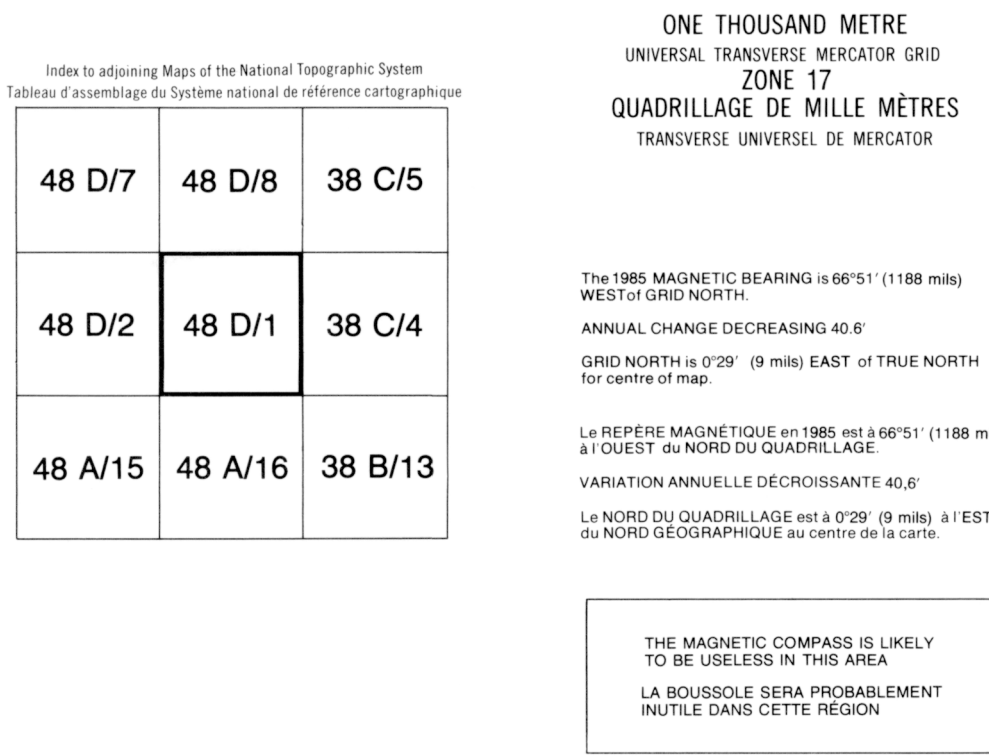 Index to adjoining Maps of the National Topographic System
Tableau d'assemblage du Système national de référence cartographique
48 D/7 48 D/8 38 C/5
48 D/2 48 D/1 38 C/4
48 A/15 48 A/16 38 B/13
ONE THOUSAND METRE
UNIVERSAL TRANSVERSE MERCATOR GRID
ZONE 17
QUADRILLAGE DE MILLE MÈTRES
TRANSVERSE UNIVERSEL DE MERCATOR
The 1985 MAGNETIC BEARING is 66°51′ (1188 mils)
WEST of GRID NORTH.
ANNUAL CHANGE DECREASING 40.6′
GRID NORTH is 0°29′ (9 mils) EAST of TRUE NORTH
for centre of map.
Le REPÈRE MAGNÉTIQUE en 1985 est à 66°51′ (1188 m
à l'OUEST du NORD DU QUADRILLAGE.
VARIATION ANNUELLE DÉCROISSANTE 40,6′
Le NORD DU QUADRILLAGE est à 0°29′ (9 mils) à l'EST
du NORD GÉOGRAPHIQUE au centre de la carte.
THE MAGNETIC COMPASS IS LIKELY
TO BE USELESS IN THIS AREA
LA BOUSSOLE SERA PROBABLEMENT
INUTILE DANS CETTE RÉGION